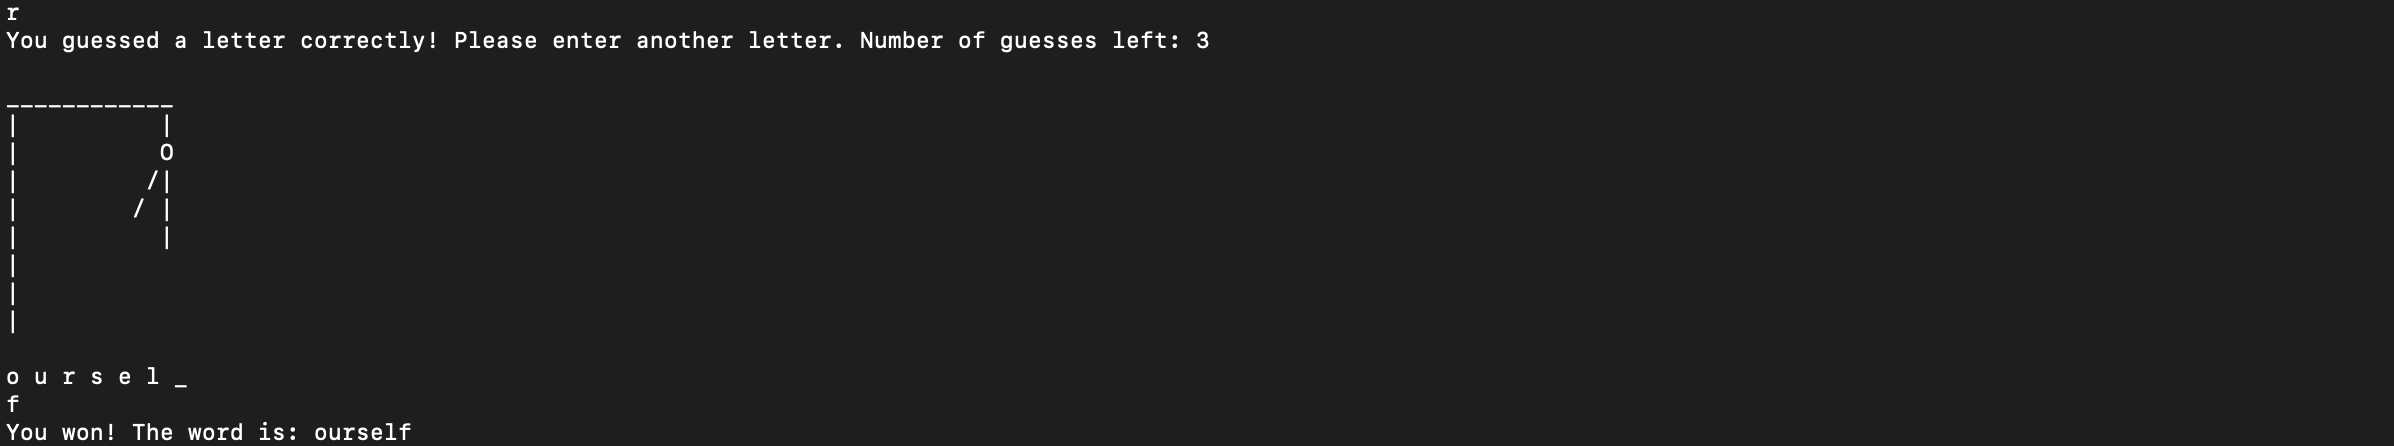 r
You guessed a letter correctly! Please enter another letter. Number of guesses left: 3
____________
|          |
|          O
|         /|
|        / |
|          |
|
|
|
o u r s e l _
f
You won! The word is: ourself